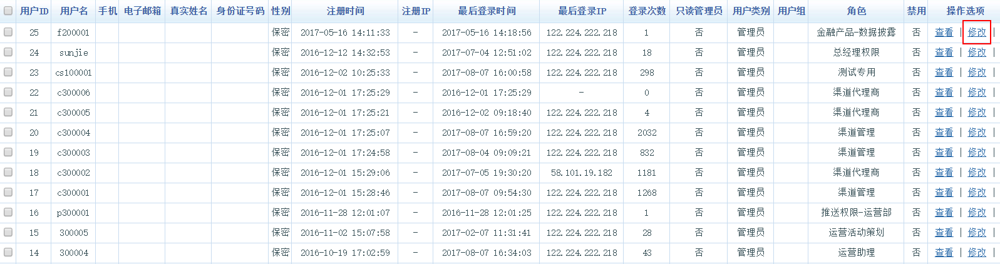 用户ID 用户名 手机 电子邮箱 真实姓名 身份证号码 性别 注册时间 注册IP 最后登录时间 最后登录IP 登录次数 只读管理员 用户类别 用户组 角色 禁用 操作选项
25 f200001 保密 2017-05-16 14:11:33 - 2017-05-16 14:18:56 122.224.222.218 1 否 管理员 金融产品-数据披露 否 查看 | 修改 |
24 sunjie 保密 2016-12-12 14:32:53 - 2017-07-04 12:51:02 122.224.222.218 18 否 管理员 总经理权限 否 查看 | 修改 |
23 cs100001 保密 2016-12-02 10:25:33 - 2017-08-07 16:00:58 122.224.222.218 298 否 管理员 测试专用 否 查看 | 修改 |
22 c300006 保密 2016-12-01 17:25:29 - 2016-12-01 17:25:29 - 0 否 管理员 渠道代理商 否 查看 | 修改 |
21 c300005 保密 2016-12-01 17:25:21 - 2016-12-02 09:18:40 122.224.222.218 4 否 管理员 渠道代理商 否 查看 | 修改 |
20 c300004 保密 2016-12-01 17:25:07 - 2017-08-07 16:59:20 122.224.222.218 2032 否 管理员 渠道管理 否 查看 | 修改 |
19 c300003 保密 2016-12-01 17:24:58 - 2017-08-04 09:09:21 122.224.222.218 832 否 管理员 渠道管理 否 查看 | 修改 |
18 c300002 保密 2016-12-01 15:29:06 - 2017-07-05 19:30:20 58.101.19.182 1181 否 管理员 渠道代理商 否 查看 | 修改 |
17 c300001 保密 2016-12-01 15:28:46 - 2017-08-07 09:54:30 122.224.222.218 1268 否 管理员 渠道管理 否 查看 | 修改 |
16 p300001 保密 2016-11-28 12:01:07 - 2016-11-28 12:01:25 122.224.222.218 1 否 管理员 推送权限-运营部 否 查看 | 修改 |
15 300005 保密 2016-11-02 15:07:58 - 2017-02-07 11:31:41 122.224.222.218 28 否 管理员 运营活动策划 否 查看 | 修改 |
14 300004 保密 2016-10-19 17:02:59 - 2017-08-07 16:34:03 122.224.222.218 43 否 管理员 运营助理 否 查看 | 修改 |